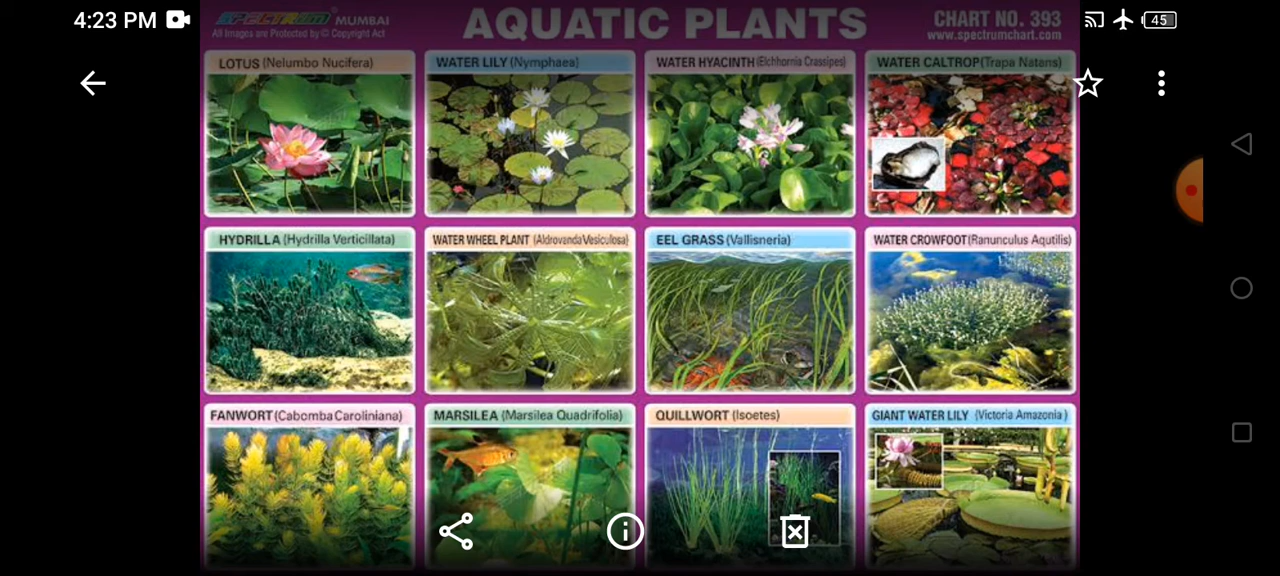 4:23 PM
45
SPECTRUM® MUMBAI
All Images are Protected by © Copyright Act
AQUATIC PLANTS
CHART NO. 393
www.spectrumchart.com
LOTUS (Nelumbo Nucifera)
WATER LILY (Nymphaea)
WATER HYACINTH (Elchhornia Crassipes)
WATER CALTROP (Trapa Natans)
HYDRILLA (Hydrilla Verticillata)
WATER WHEEL PLANT (Aldrovanda Vesiculosa)
EEL GRASS (Vallisneria)
WATER CROWFOOT (Ranunculus Aqutilis)
FANWORT (Cabomba Caroliniana)
MARSILEA (Marsilea Quadrifolia)
QUILLWORT (Isoetes)
GIANT WATER LILY (Victoria Amazonia)